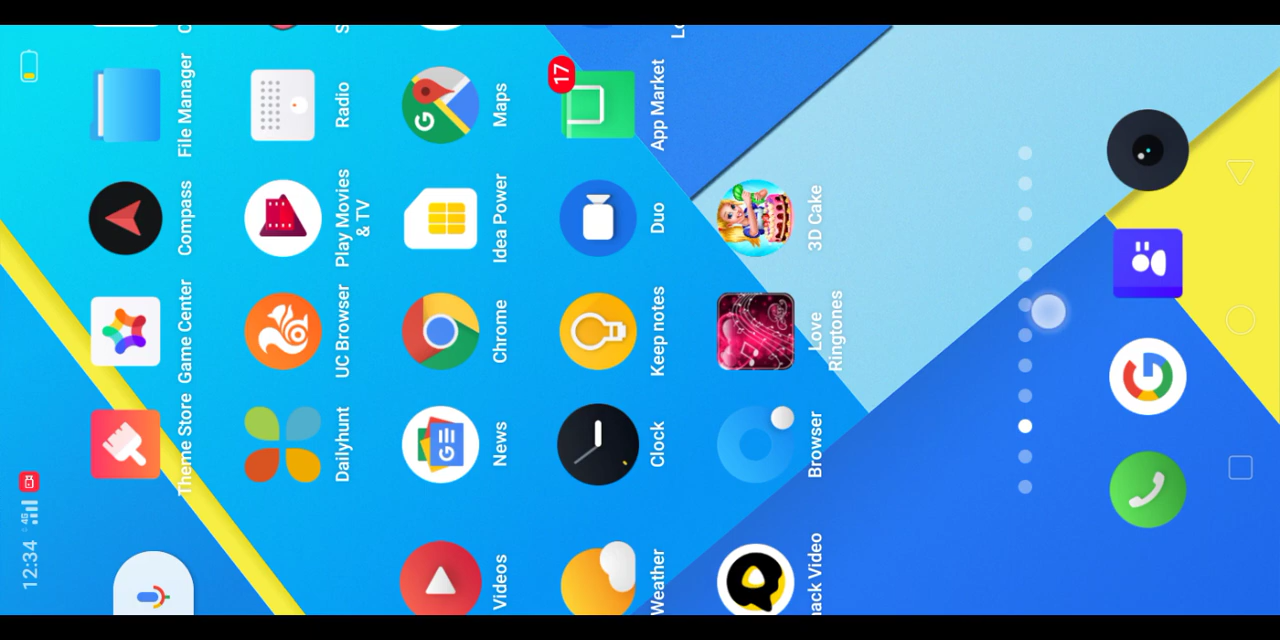 12:34 4G
Theme Store Game Center Compass File Manager
Dailyhunt UC Browser Play Movies & TV Radio
Videos News Chrome Idea Power Maps
17
Weather Clock Keep notes Duo App Market
Video Browser Love Ringtones 3D Cake